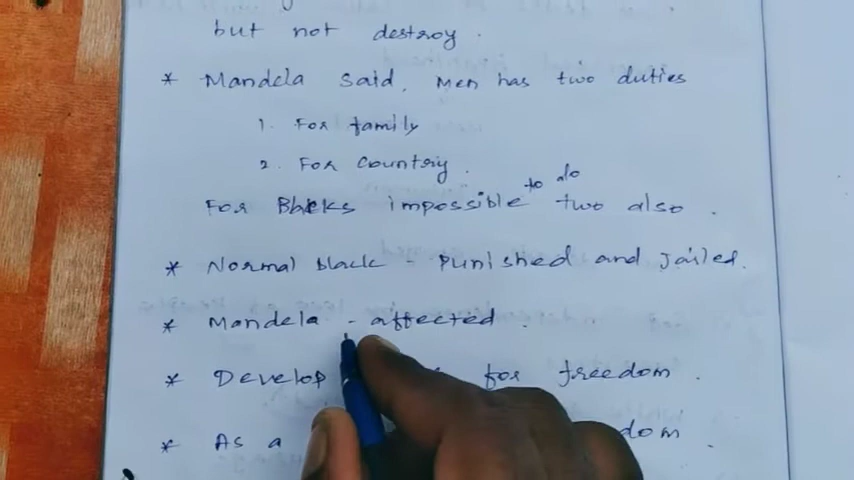 but not destroy.
* Mandela said, Men has two duties
1. For family
2. For country.
to do
For Blacks impossible two also.
* Normal black - punished and Jailed.
* Mandela - affected.
* Develop for freedom.
* As a dom.